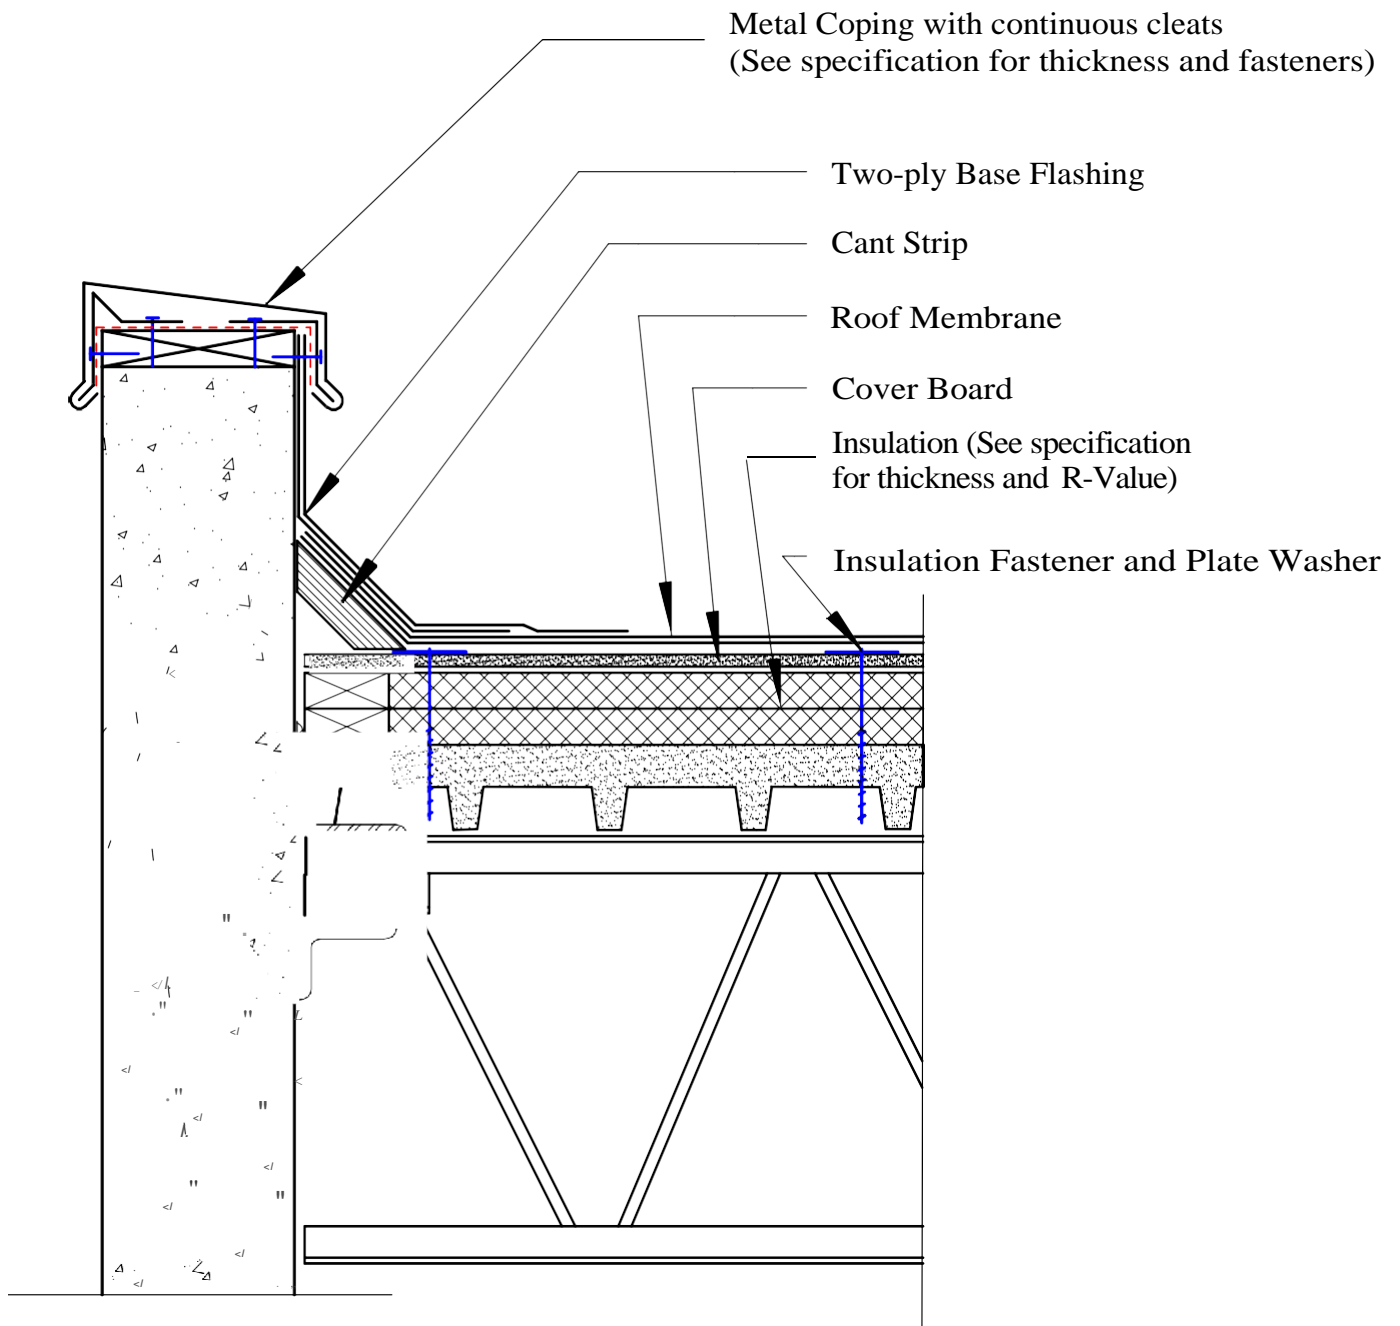 Metal Coping with continuous cleats
(See specification for thickness and fasteners)
Two-ply Base Flashing
Cant Strip
Roof Membrane
Cover Board
Insulation (See specification
for thickness and R-Value)
Insulation Fastener and Plate Washer